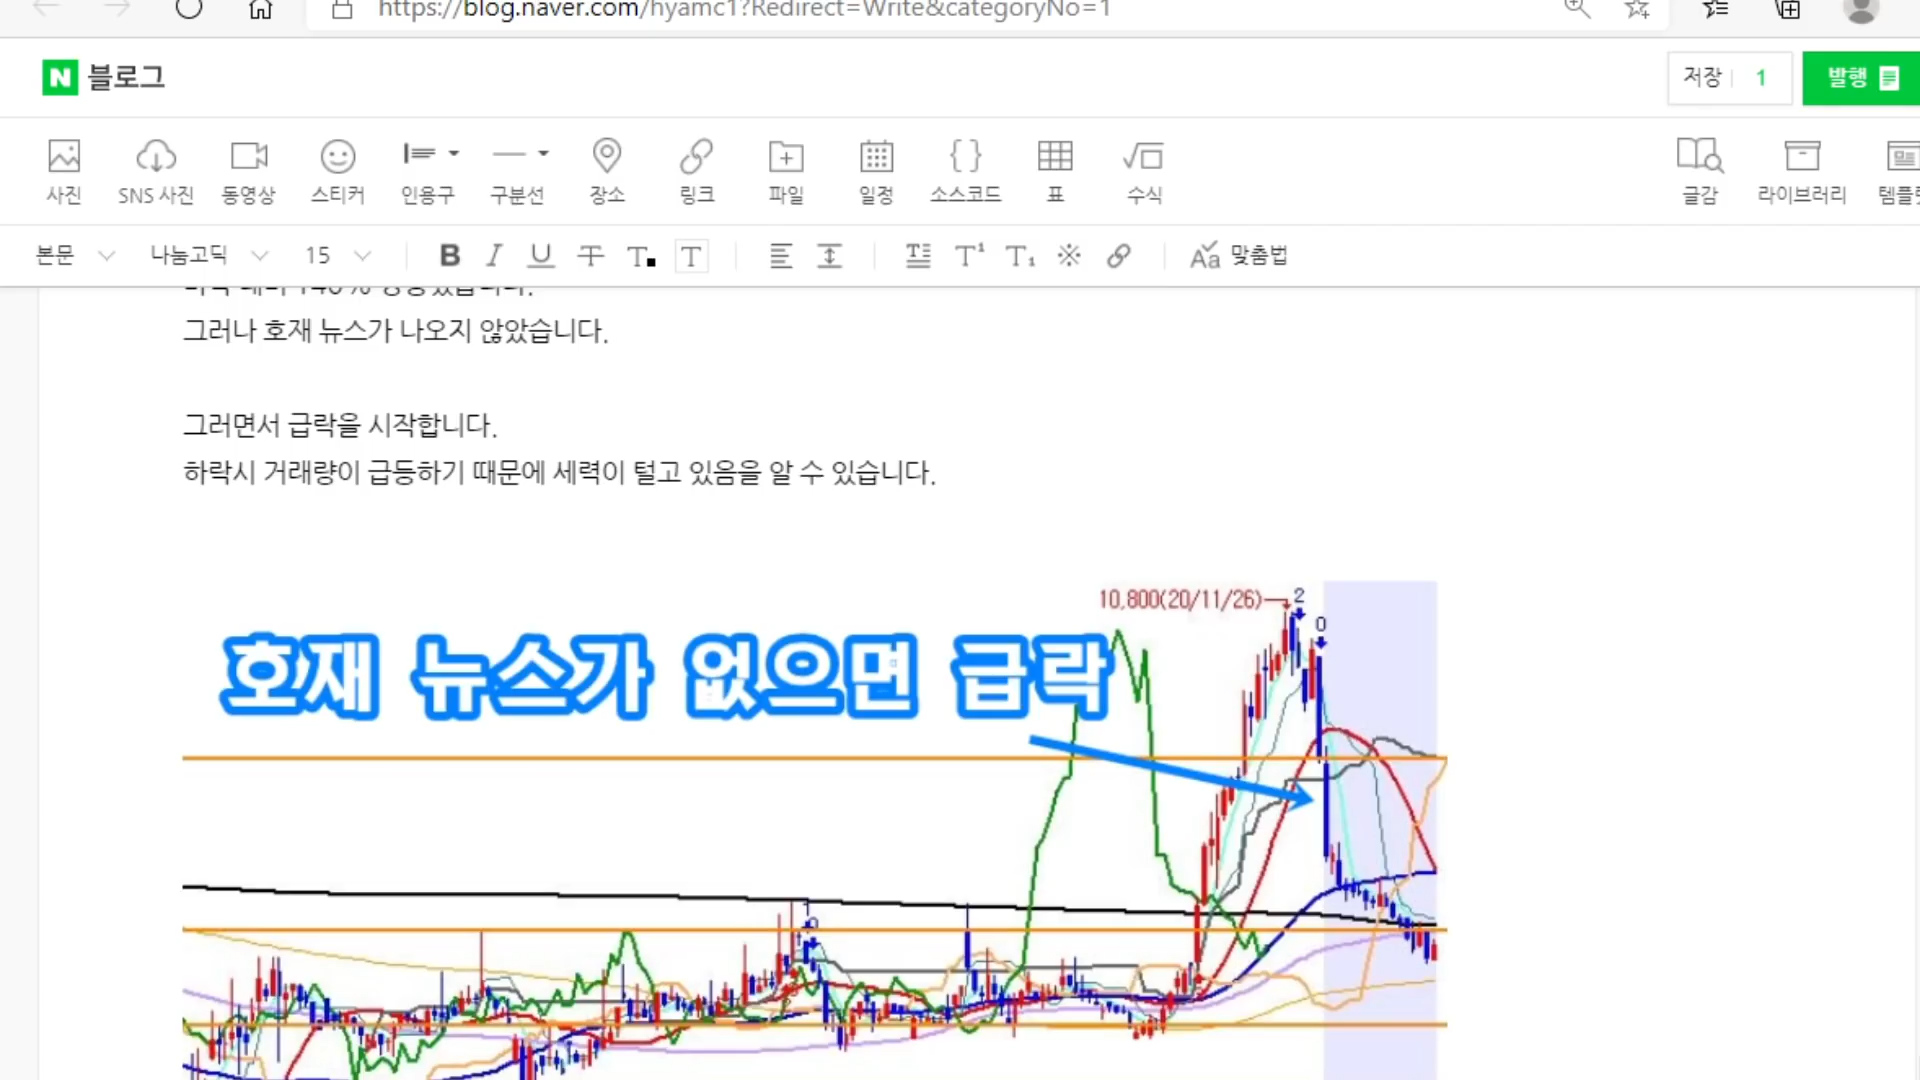 https://blog.naver.com/hyamc1?Redirect=Write&categoryNo=1
N 블로그
저장 1
발행
사진 SNS 사진 동영상 스티커 인용구 구분선 장소 링크 파일 일정 소스코드 표 수식 글감 라이브러리
본문 나눔고딕 15 B I U T T T T T¹ T₁ ※ Aa 맞춤법
그러나 호재 뉴스가 나오지 않았습니다.
그러면서 급락을 시작합니다.
하락시 거래량이 급등하기 때문에 세력이 털고 있음을 알 수 있습니다.
10,800(20/11/26) 2
0
호재 뉴스가 없으면 급락